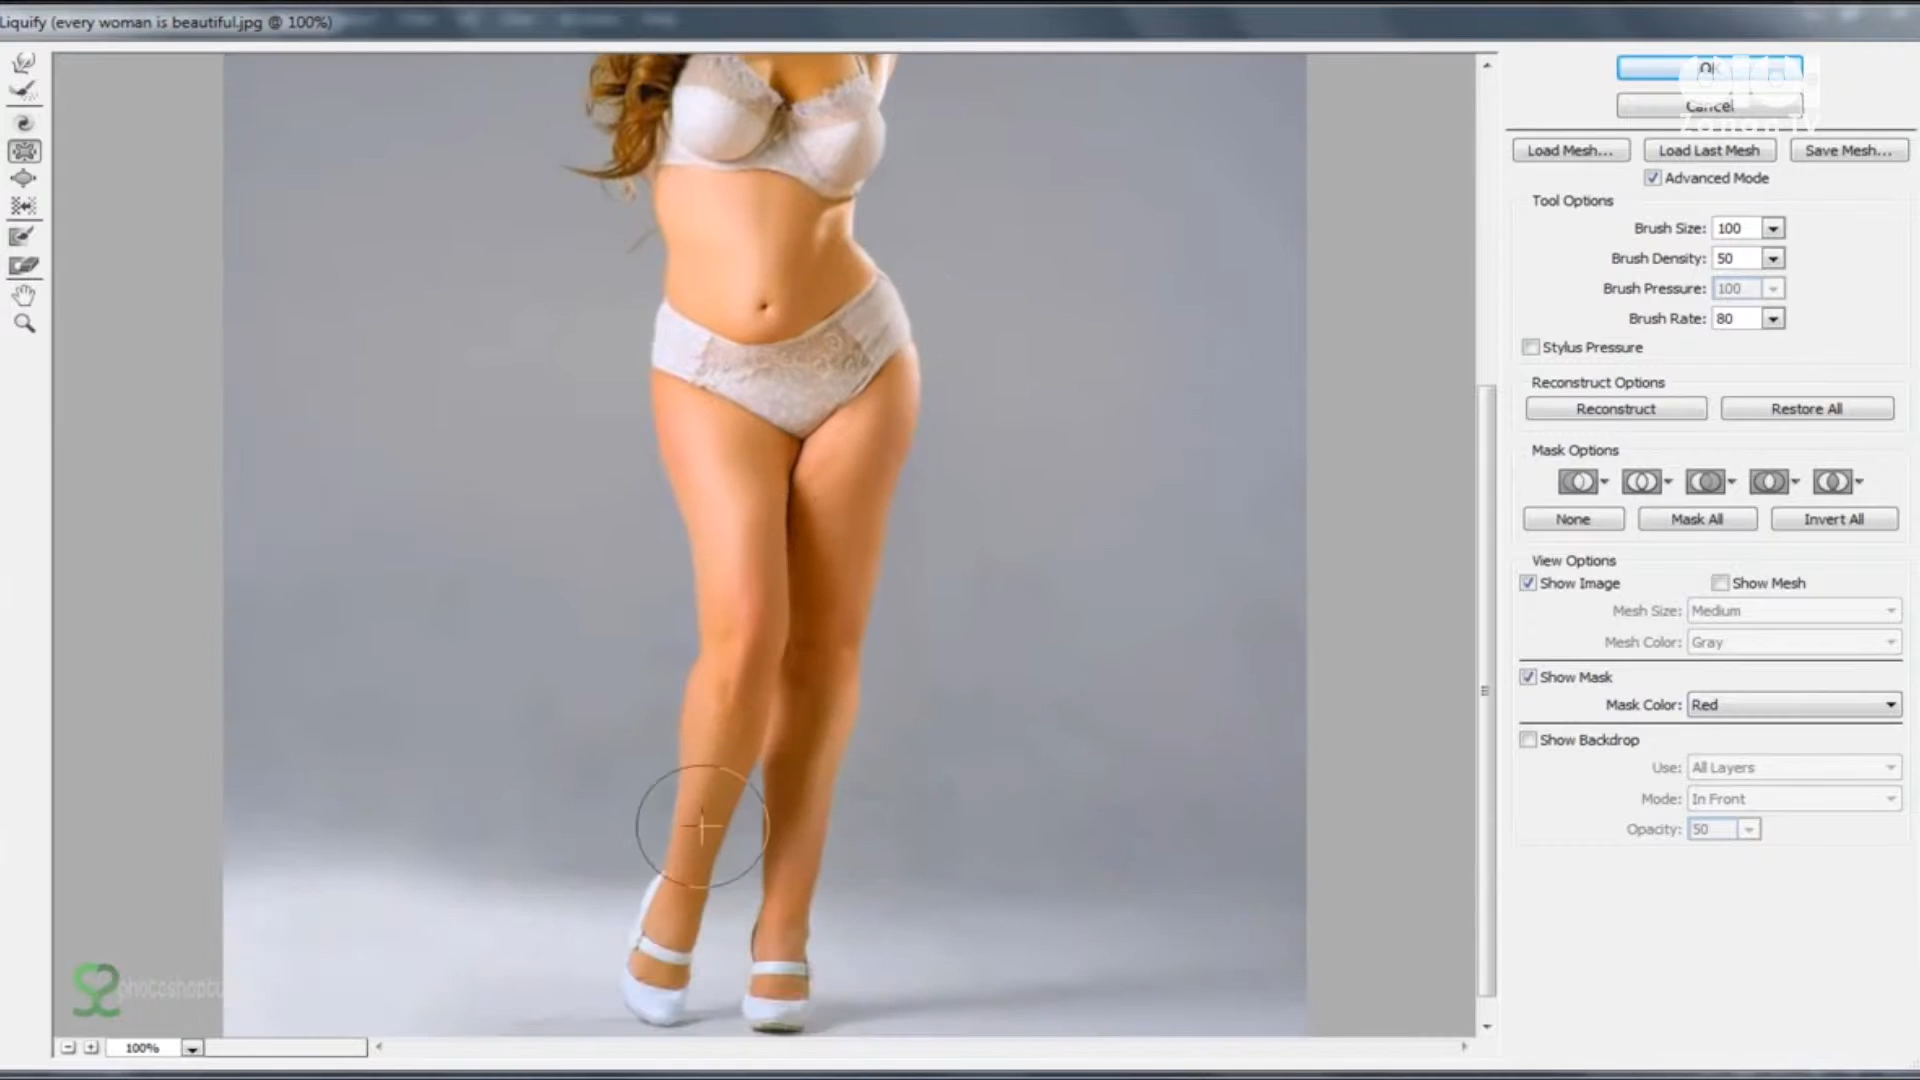 Liquify (every woman is beautiful.jpg @ 100%)
OK
Cancel
Zaman TV
Load Mesh...
Load Last Mesh
Save Mesh...
Advanced Mode
Tool Options
Brush Size: 100
Brush Density: 50
Brush Pressure: 100
Brush Rate: 80
Stylus Pressure
Reconstruct Options
Reconstruct
Restore All
Mask Options
None
Mask All
Invert All
View Options
Show Image
Show Mesh
Mesh Size: Medium
Mesh Color: Gray
Show Mask
Mask Color: Red
Show Backdrop
Use: All Layers
Mode: In Front
Opacity: 50
100%